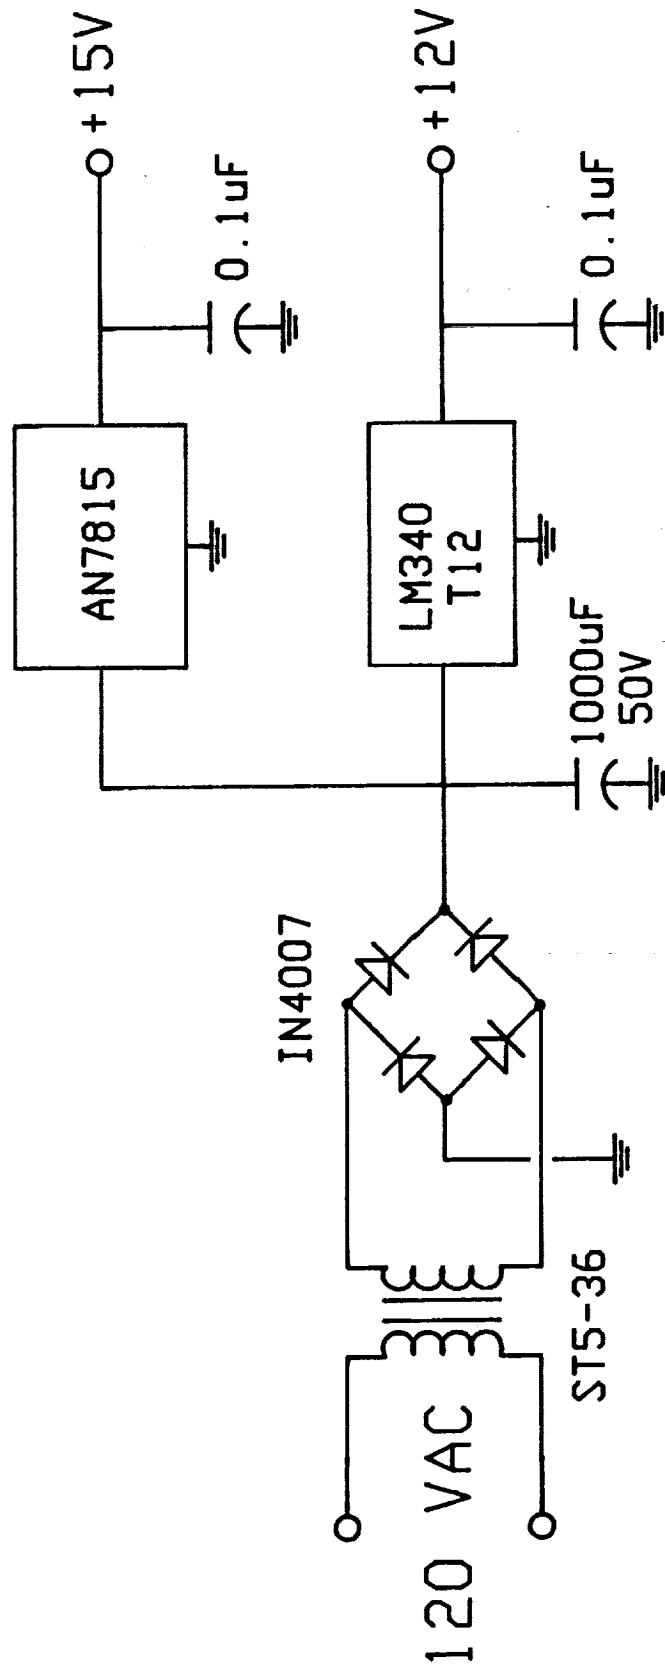 120 VAC
ST5-36
IN4007
1000uF
50V
AN7815
LM340
T12
0.1uF
0.1uF
+15V
+12V